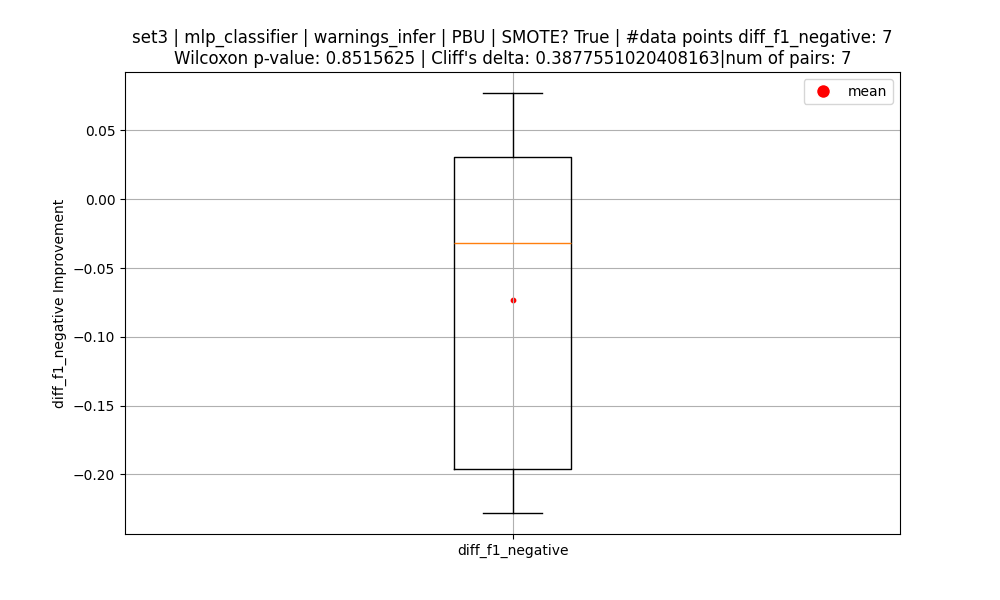 set3 | mlp_classifier | warnings_infer | PBU | SMOTE? True | #data points diff_f1_negative: 7
Wilcoxon p-value: 0.8515625 | Cliff's delta: 0.3877551020408163|num of pairs: 7
mean
0.05
0.00
−0.05
−0.10
−0.15
−0.20
diff_f1_negative Improvement
diff_f1_negative